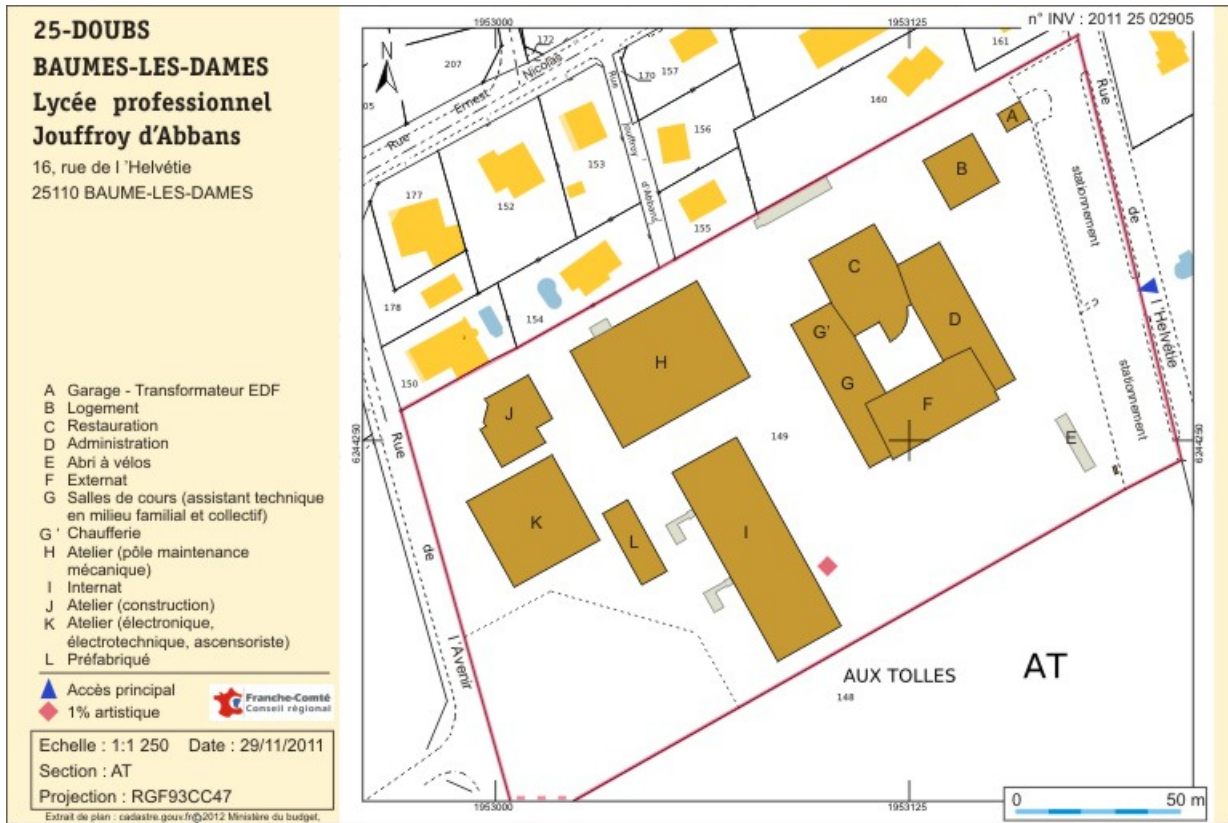 25-DOUBS
BAUMES-LES-DAMES
Lycée professionnel
Jouffroy d'Abbans
16, rue de l 'Helvétie
25110 BAUME-LES-DAMES
A Garage - Transformateur EDF
B Logement
C Restauration
D Administration
E Abri à vélos
F Externat
G Salles de cours (assistant technique
en milieu familial et collectif)
G ' Chaufferie
H Atelier (pôle maintenance
mécanique)
I Internat
J Atelier (construction)
K Atelier (électronique,
électrotechnique, ascensoriste)
L Préfabriqué
Accès principal
1% artistique
Franche-Comté
Conseil régional
Echelle : 1:1 250 Date : 29/11/2011
Section : AT
Projection : RGF93CC47
Extrait de plan : cadastre.gouv.fr©2012 Ministère du budget,
n° INV : 2011 25 02905
1953000
1953125
N
207
172
170
157
161
160
Rue Ernest Nicolas
Rue Jouffroy d'Abbans
156
153
152
177
155
178
154
150
A
B
C
D
G'
G
F
H
J
K
L
I
E
149
stationnement
stationnement
Rue de l'Helvétie
Rue de l'Avenir
6244250
6244250
AUX TOLLES
AT
148
1953000
1953125
0 50 m